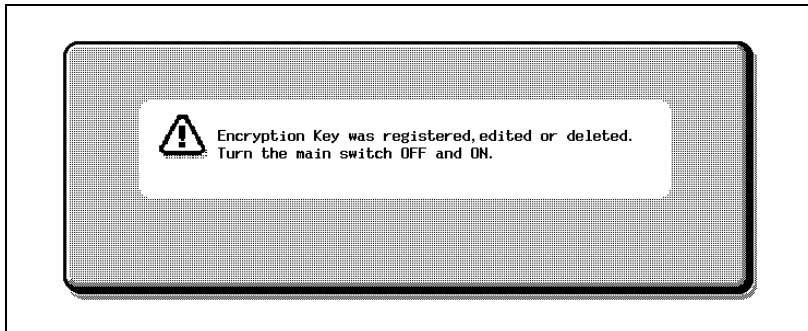 Encryption Key was registered,edited or deleted.
Turn the main switch OFF and ON.